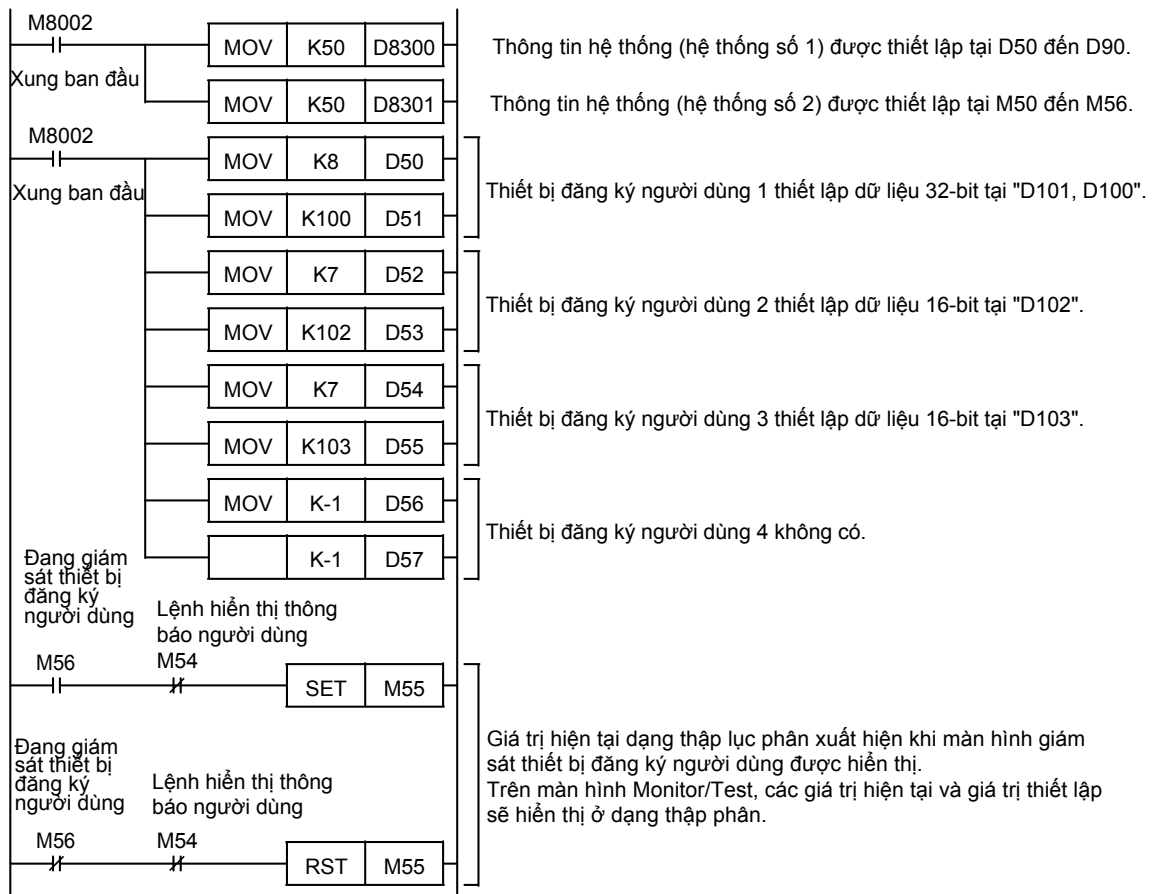 M8002
MOV K50 D8300
Thông tin hệ thống (hệ thống số 1) được thiết lập tại D50 đến D90.
Xung ban đầu
MOV K50 D8301
Thông tin hệ thống (hệ thống số 2) được thiết lập tại M50 đến M56.
M8002
MOV K8 D50
Xung ban đầu
Thiết bị đăng ký người dùng 1 thiết lập dữ liệu 32-bit tại "D101, D100".
MOV K100 D51
MOV K7 D52
Thiết bị đăng ký người dùng 2 thiết lập dữ liệu 16-bit tại "D102".
MOV K102 D53
MOV K7 D54
Thiết bị đăng ký người dùng 3 thiết lập dữ liệu 16-bit tại "D103".
MOV K103 D55
MOV K-1 D56
Thiết bị đăng ký người dùng 4 không có.
K-1 D57
Đang giám
sát thiết bị
đăng ký
người dùng
Lệnh hiển thị thông
báo người dùng
M56 M54
SET M55
Đang giám
sát thiết bị
đăng ký
người dùng
Lệnh hiển thị thông
báo người dùng
Giá trị hiện tại dạng thập lục phân xuất hiện khi màn hình giám
sát thiết bị đăng ký người dùng được hiển thị.
Trên màn hình Monitor/Test, các giá trị hiện tại và giá trị thiết lập
sẽ hiển thị ở dạng thập phân.
M56 M54
RST M55